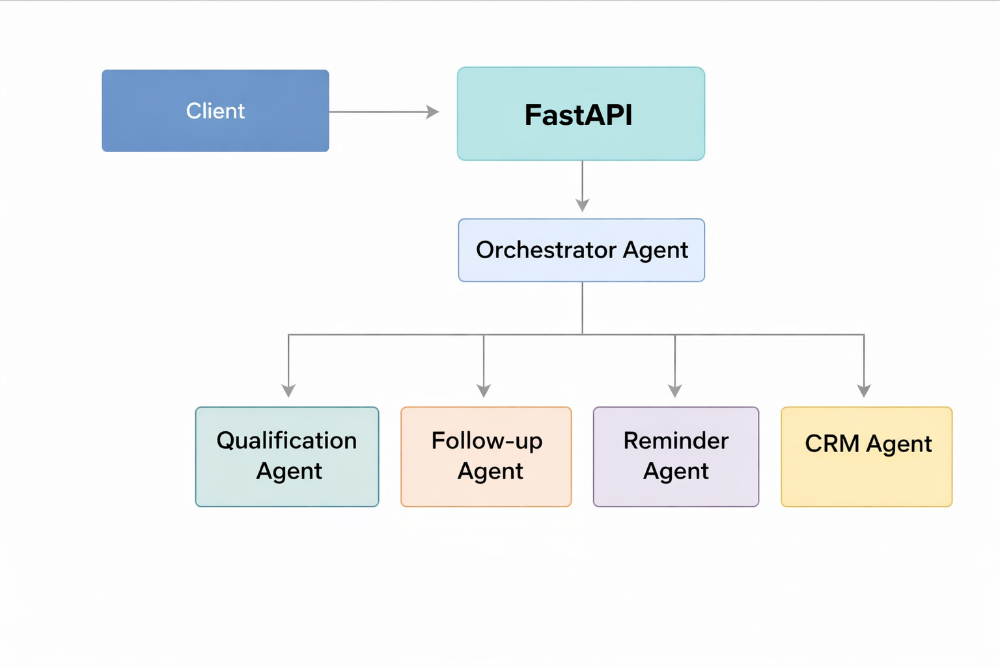 Client
FastAPI
Orchestrator Agent
Qualification
Agent
Follow-up
Agent
Reminder
Agent
CRM Agent